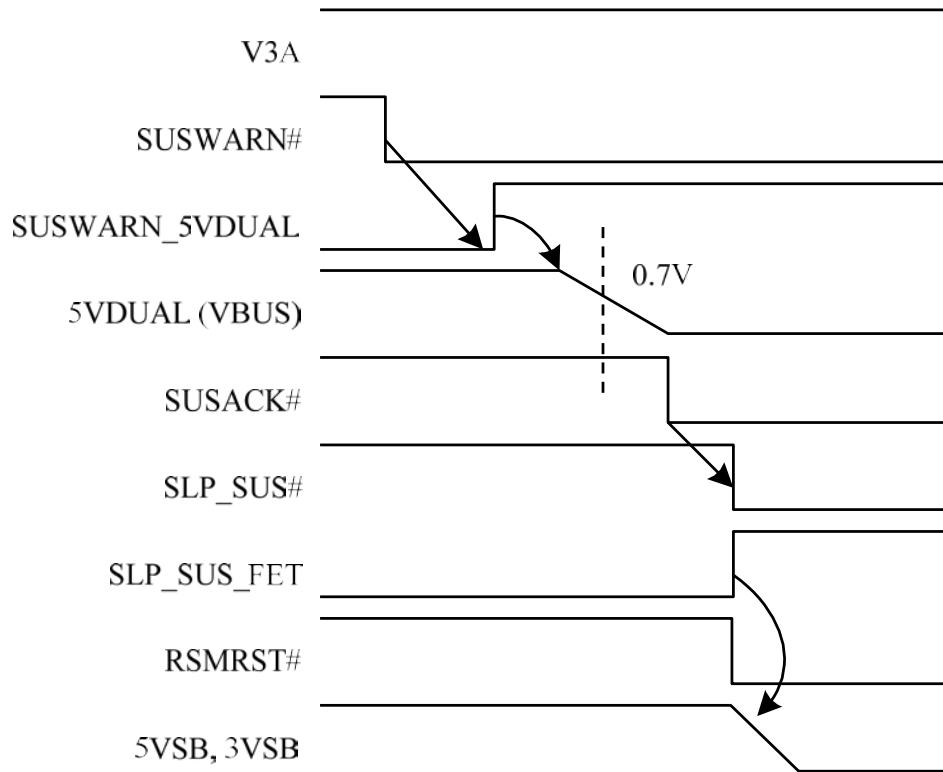 V3A
SUSWARN#
SUSWARN_5VDUAL
0.7V
5VDUAL (VBUS)
SUSACK#
SLP_SUS#
SLP_SUS_FET
RSMRST#
5VSB, 3VSB